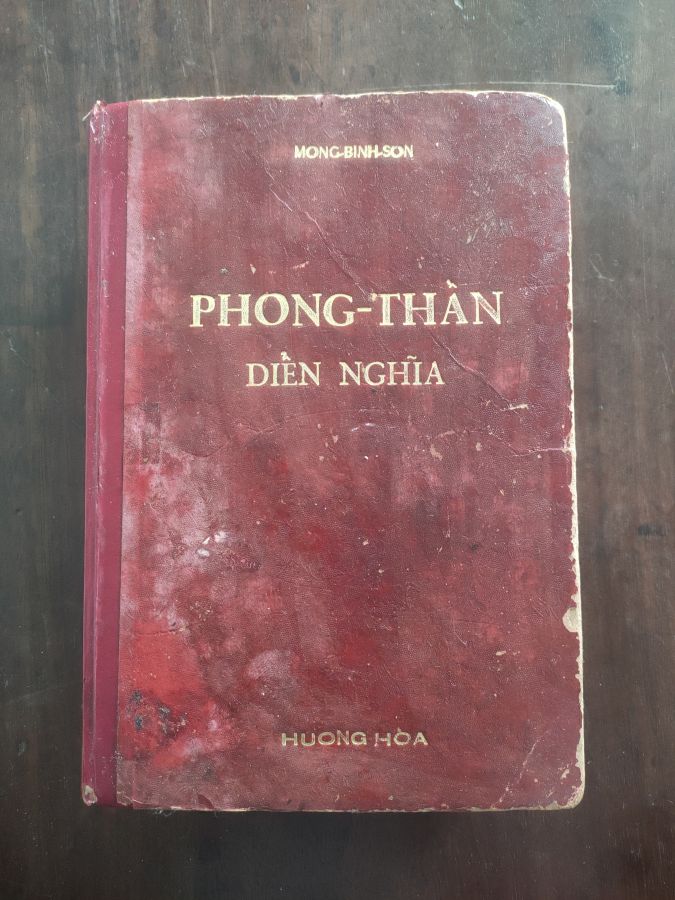 MONG-BINH-SON
PHONG-THẦN
DIỄN NGHĨA
HUONG HÒA